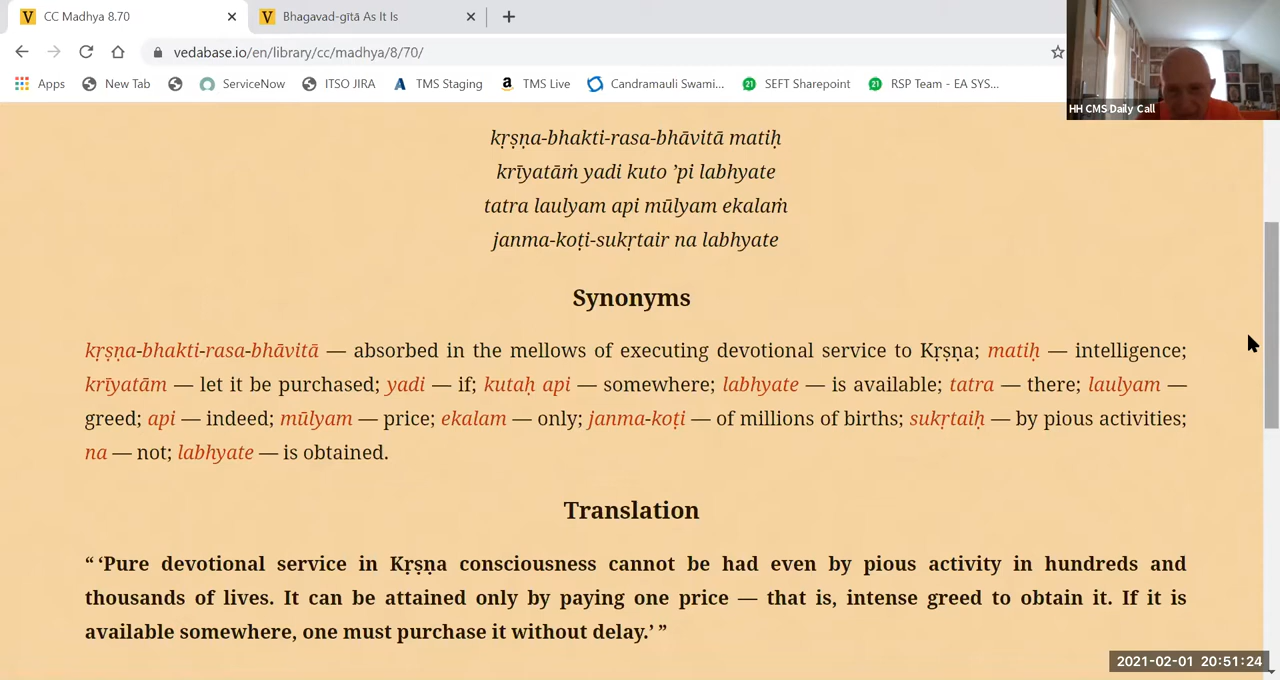 CC Madhya 8.70
Bhagavad-gītā As It Is
vedabase.io/en/library/cc/madhya/8/70/
Apps New Tab ServiceNow ITSO JIRA TMS Staging TMS Live Candramauli Swami... 21 SEFT Sharepoint 21 RSP Team - EA SYS...
HH CMS Daily Call
kṛṣṇa-bhakti-rasa-bhāvitā matiḥ
krīyatāṁ yadi kuto ’pi labhyate
tatra laulyam api mūlyam ekalaṁ
janma-koṭi-sukṛtair na labhyate
Synonyms
kṛṣṇa-bhakti-rasa-bhāvitā — absorbed in the mellows of executing devotional service to Kṛṣṇa; matiḥ — intelligence;
krīyatām — let it be purchased; yadi — if; kutaḥ api — somewhere; labhyate — is available; tatra — there; laulyam —
greed; api — indeed; mūlyam — price; ekalam — only; janma-koṭi — of millions of births; sukṛtaiḥ — by pious activities;
na — not; labhyate — is obtained.
Translation
“ ‘Pure devotional service in Kṛṣṇa consciousness cannot be had even by pious activity in hundreds and
thousands of lives. It can be attained only by paying one price — that is, intense greed to obtain it. If it is
available somewhere, one must purchase it without delay.’ ”
2021-02-01 20:51:24